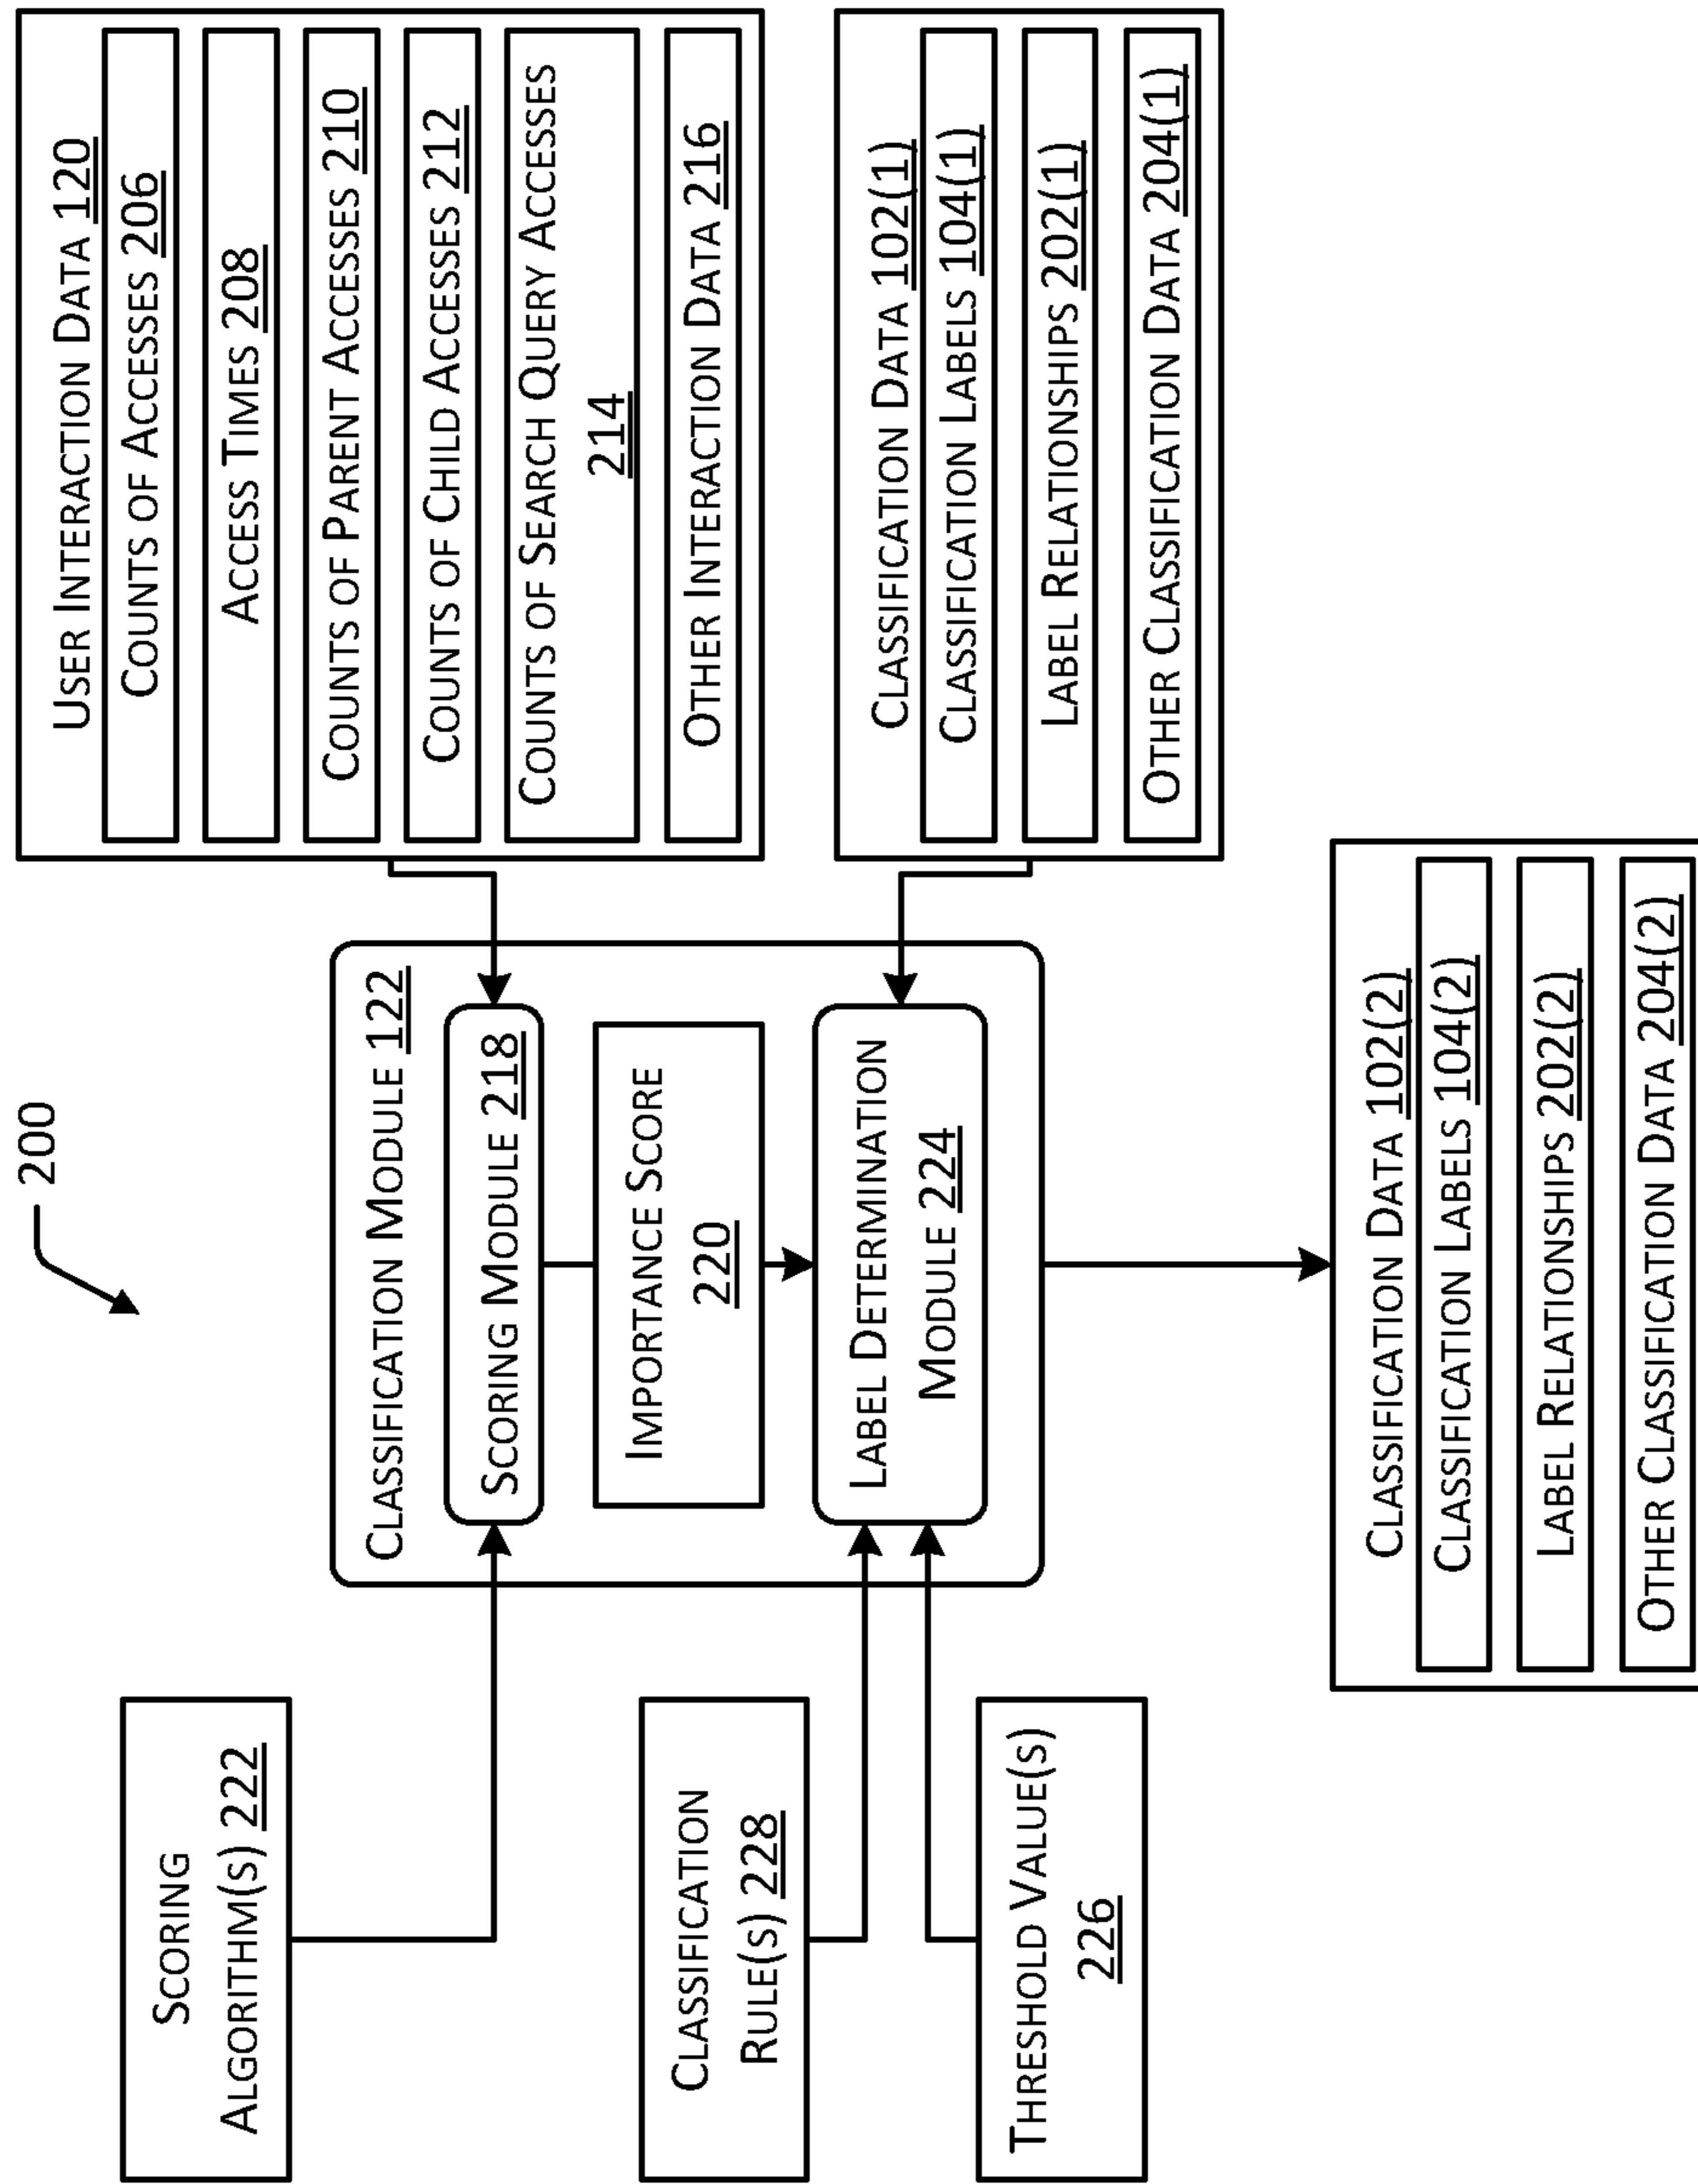 200
SCORING
ALGORITHM(S) 222
CLASSIFICATION
RULE(S) 228
THRESHOLD VALUE(S)
226
CLASSIFICATION MODULE 122
SCORING MODULE 218
IMPORTANCE SCORE
220
LABEL DETERMINATION
MODULE 224
USER INTERACTION DATA 120
COUNTS OF ACCESSES 206
ACCESS TIMES 208
COUNTS OF PARENT ACCESSES 210
COUNTS OF CHILD ACCESSES 212
COUNTS OF SEARCH QUERY ACCESSES
214
OTHER INTERACTION DATA 216
CLASSIFICATION DATA 102(1)
CLASSIFICATION LABELS 104(1)
LABEL RELATIONSHIPS 202(1)
OTHER CLASSIFICATION DATA 204(1)
CLASSIFICATION DATA 102(2)
CLASSIFICATION LABELS 104(2)
LABEL RELATIONSHIPS 202(2)
OTHER CLASSIFICATION DATA 204(2)